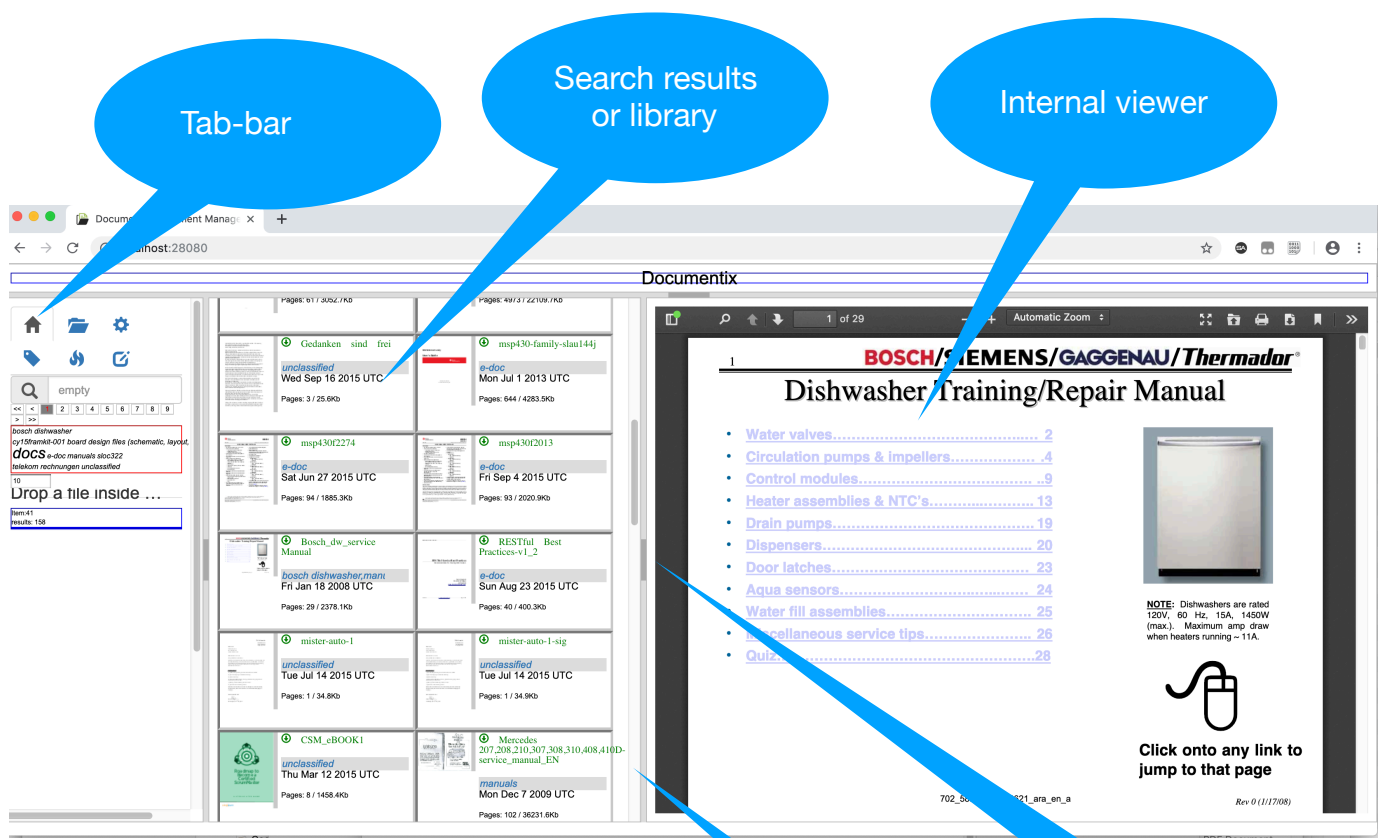 Tab-bar
Search results
or library
Internal viewer
Manage
localhost:28080
Documentix
empty
<< < 1 2 3 4 5 6 7 8 9
> >>
bosch dishwasher
cy15framkit-001 board design files (schematic, layout,
docs e-doc manuals sloc322
telekom rechnungen unclassified
10
Drop a file inside ...
Item:41
results: 158
Pages: 61 / 3052.7Kb
Pages: 4973 / 22109.7Kb
Gedanken sind frei
unclassified
Wed Sep 16 2015 UTC
Pages: 3 / 25.6Kb
msp430-family-slau144j
e-doc
Mon Jul 1 2013 UTC
Pages: 644 / 4283.5Kb
msp430f2274
e-doc
Sat Jun 27 2015 UTC
Pages: 94 / 1885.3Kb
msp430f2013
e-doc
Fri Sep 4 2015 UTC
Pages: 93 / 2020.9Kb
Bosch_dw_service
Manual
bosch dishwasher,manu
Fri Jan 18 2008 UTC
Pages: 29 / 2378.1Kb
RESTful Best
Practices-v1_2
e-doc
Sun Aug 23 2015 UTC
Pages: 40 / 400.3Kb
mister-auto-1
unclassified
Tue Jul 14 2015 UTC
Pages: 1 / 34.8Kb
mister-auto-1-sig
unclassified
Tue Jul 14 2015 UTC
Pages: 1 / 34.9Kb
CSM_eBOOK1
unclassified
Thu Mar 12 2015 UTC
Pages: 8 / 1458.4Kb
Mercedes
207,208,210,307,308,310,408,410D-
service_manual_EN
manuals
Mon Dec 7 2009 UTC
Pages: 102 / 36231.6Kb
1 of 29
Automatic Zoom
1
BOSCH/SIEMENS/GAGGENAU/Thermador®
Dishwasher Training/Repair Manual
• Water valves……………………………….….. 2
• Circulation pumps & impellers……………… .4
• Control modules……………………………... ..9
• Heater assemblies & NTC's………….……… 13
• Drain pumps………………………………….. 19
• Dispensers……………………………………. 20
• Door latches………………………………….. 23
• Aqua sensors………………………………… 24
• Water fill assemblies………………………… 25
• Miscellaneous service tips………………….. 26
• Quiz…………………………………………..28
NOTE: Dishwashers are rated
120V, 60 Hz, 15A, 1450W
(max.). Maximum amp draw
when heaters running ~ 11A.
Click onto any link to
jump to that page
Rev 0 (1/17/08)